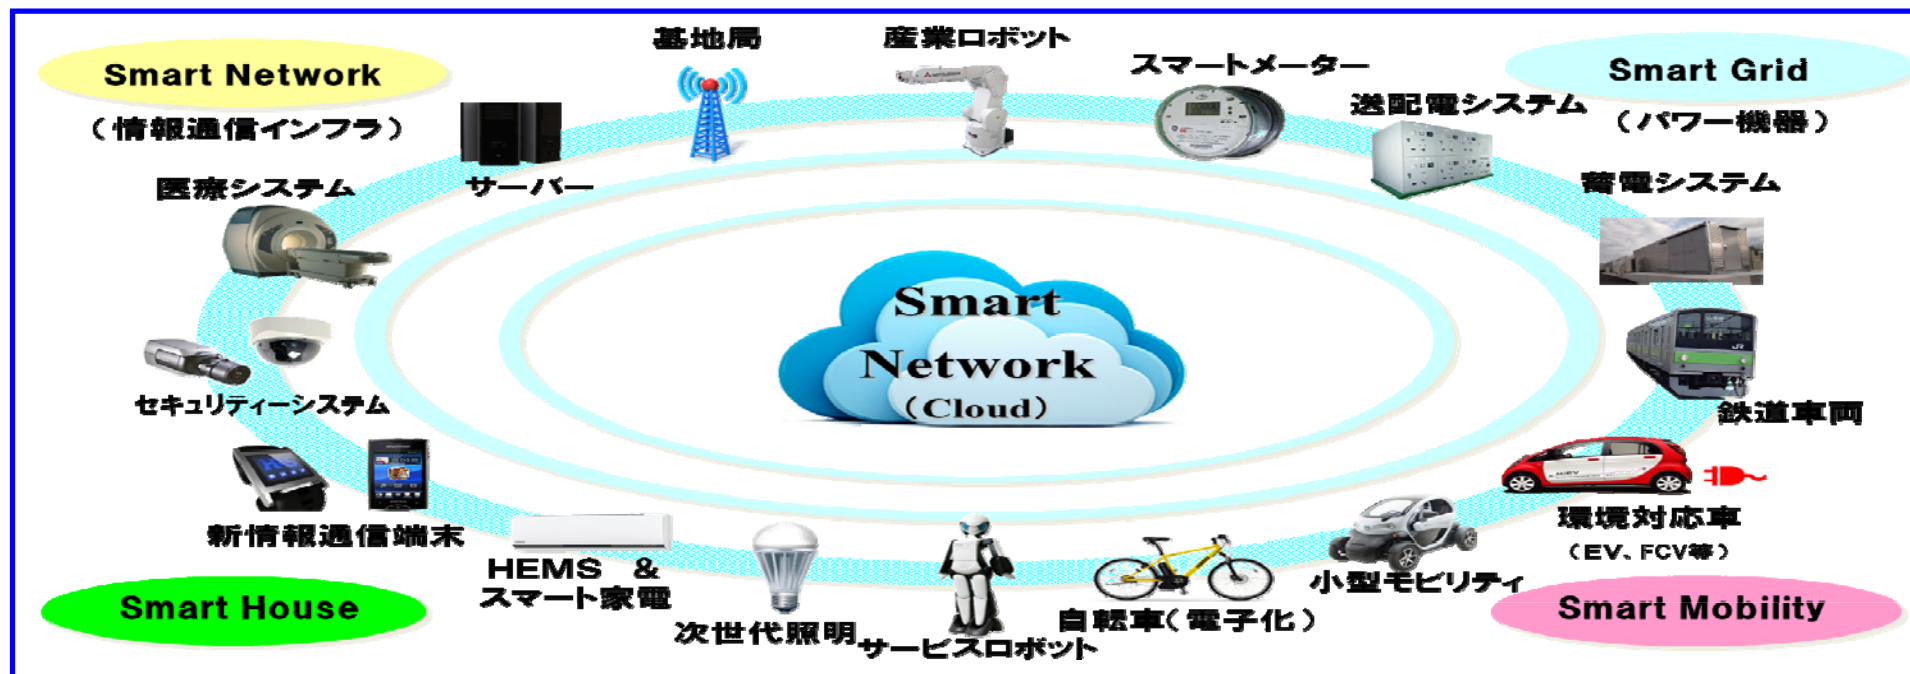 基地局
産業ロボット
スマートメーター
Smart Network
（情報通信インフラ）
Smart Grid
（パワー機器）
送配電システム
医療システム
サーバー
蓄電システム
Smart
Network
（Cloud）
JR
セキュリティーシステム
鉄道車両
新情報通信端末
環境対応車
（EV、FCV等）
HEMS　＆
スマート家電
小型モビリティ
Smart House
次世代照明
サービスロボット
自転車（電子化）
Smart Mobility